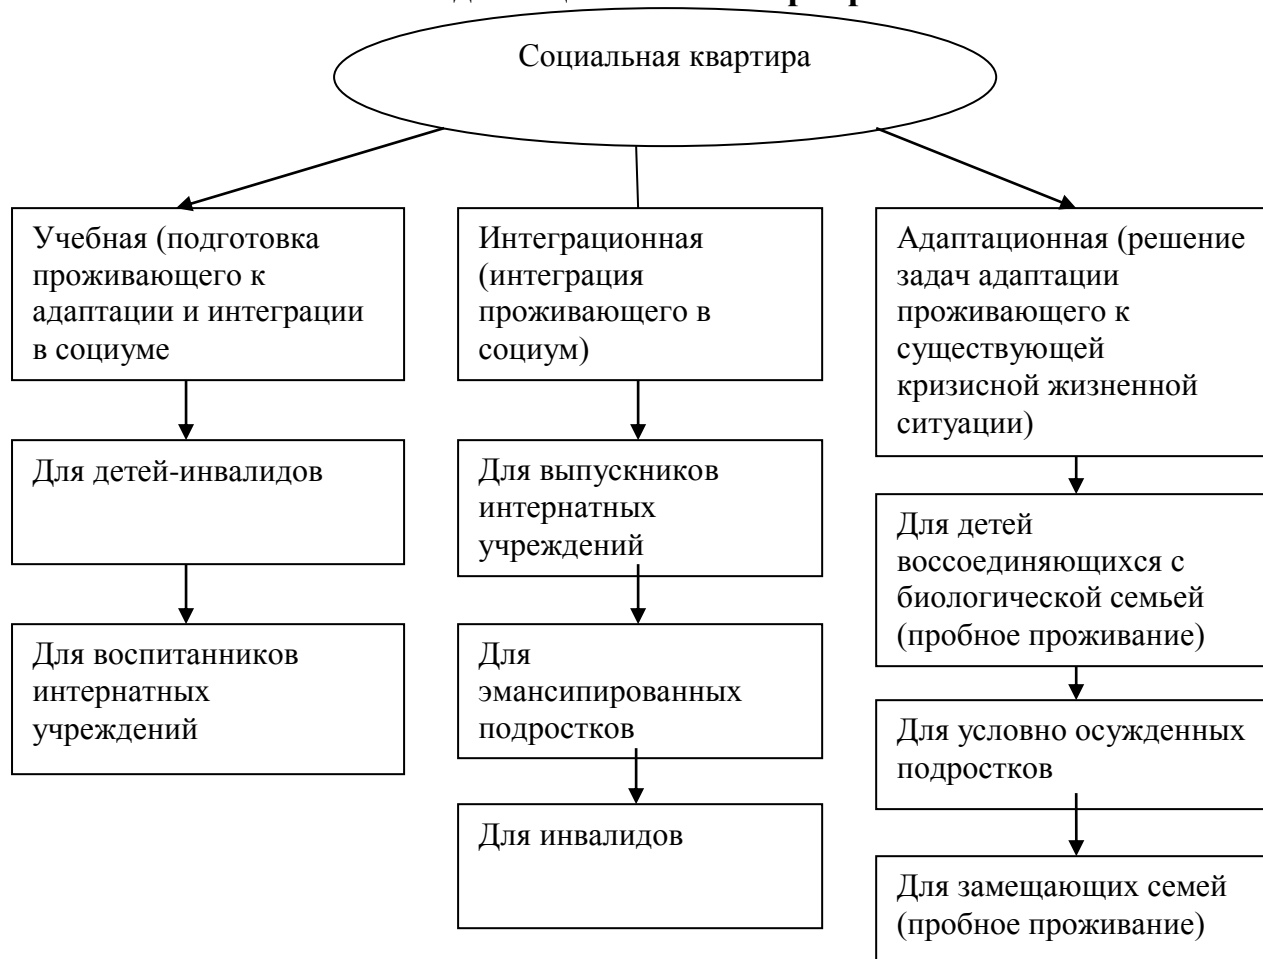 Социальная квартира
Учебная (подготовка
проживающего к
адаптации и интеграции
в социуме
Для детей-инвалидов
Для воспитанников
интернатных
учреждений
Интеграционная
(интеграция
проживающего в
социум)
Для выпускников
интернатных
учреждений
Для
эмансипированных
подростков
Для инвалидов
Адаптационная (решение
задач адаптации
проживающего к
существующей
кризисной жизненной
ситуации)
Для детей
воссоединяющихся с
биологической семьей
(пробное проживание)
Для условно осужденных
подростков
Для замещающих семей
(пробное проживание)